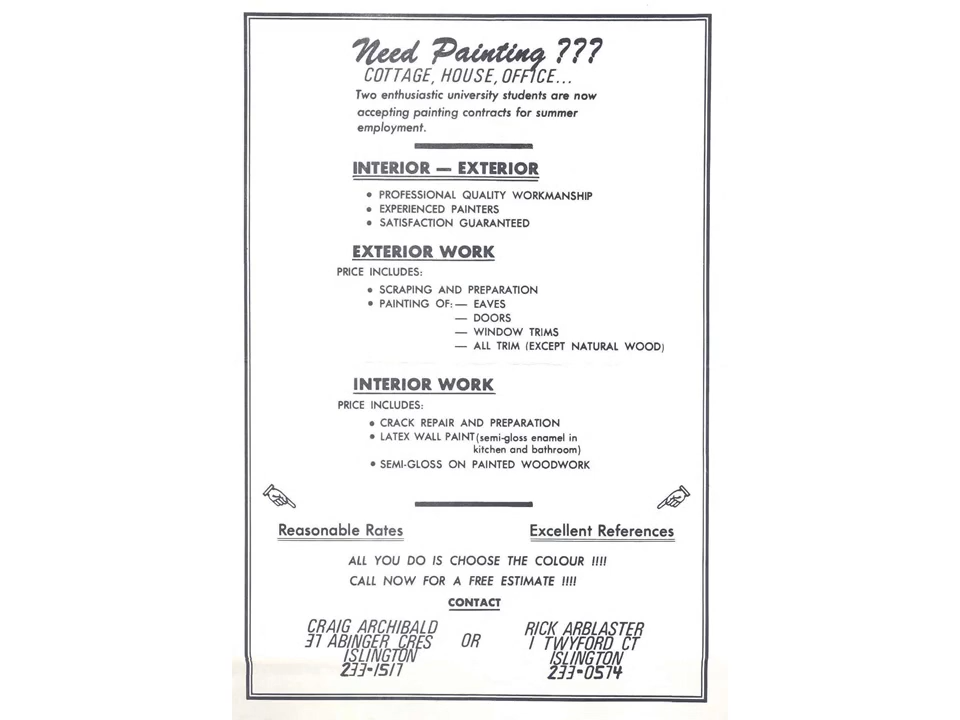 Need Painting ???
COTTAGE, HOUSE, OFFICE...
Two enthusiastic university students are now
accepting painting contracts for summer
employment.
INTERIOR — EXTERIOR
• PROFESSIONAL QUALITY WORKMANSHIP
• EXPERIENCED PAINTERS
• SATISFACTION GUARANTEED
EXTERIOR WORK
PRICE INCLUDES:
• SCRAPING AND PREPARATION
• PAINTING OF: — EAVES
— DOORS
— WINDOW TRIMS
— ALL TRIM (EXCEPT NATURAL WOOD)
INTERIOR WORK
PRICE INCLUDES:
• CRACK REPAIR AND PREPARATION
• LATEX WALL PAINT (semi-gloss enamel in
kitchen and bathroom)
• SEMI-GLOSS ON PAINTED WOODWORK
Reasonable Rates Excellent References
ALL YOU DO IS CHOOSE THE COLOUR !!!!
CALL NOW FOR A FREE ESTIMATE !!!!
CONTACT
CRAIG ARCHIBALD
37 ABINGER CRES
ISLINGTON
233-1517
OR
RICK ARBLASTER
1 TWYFORD CT
ISLINGTON
233-0574